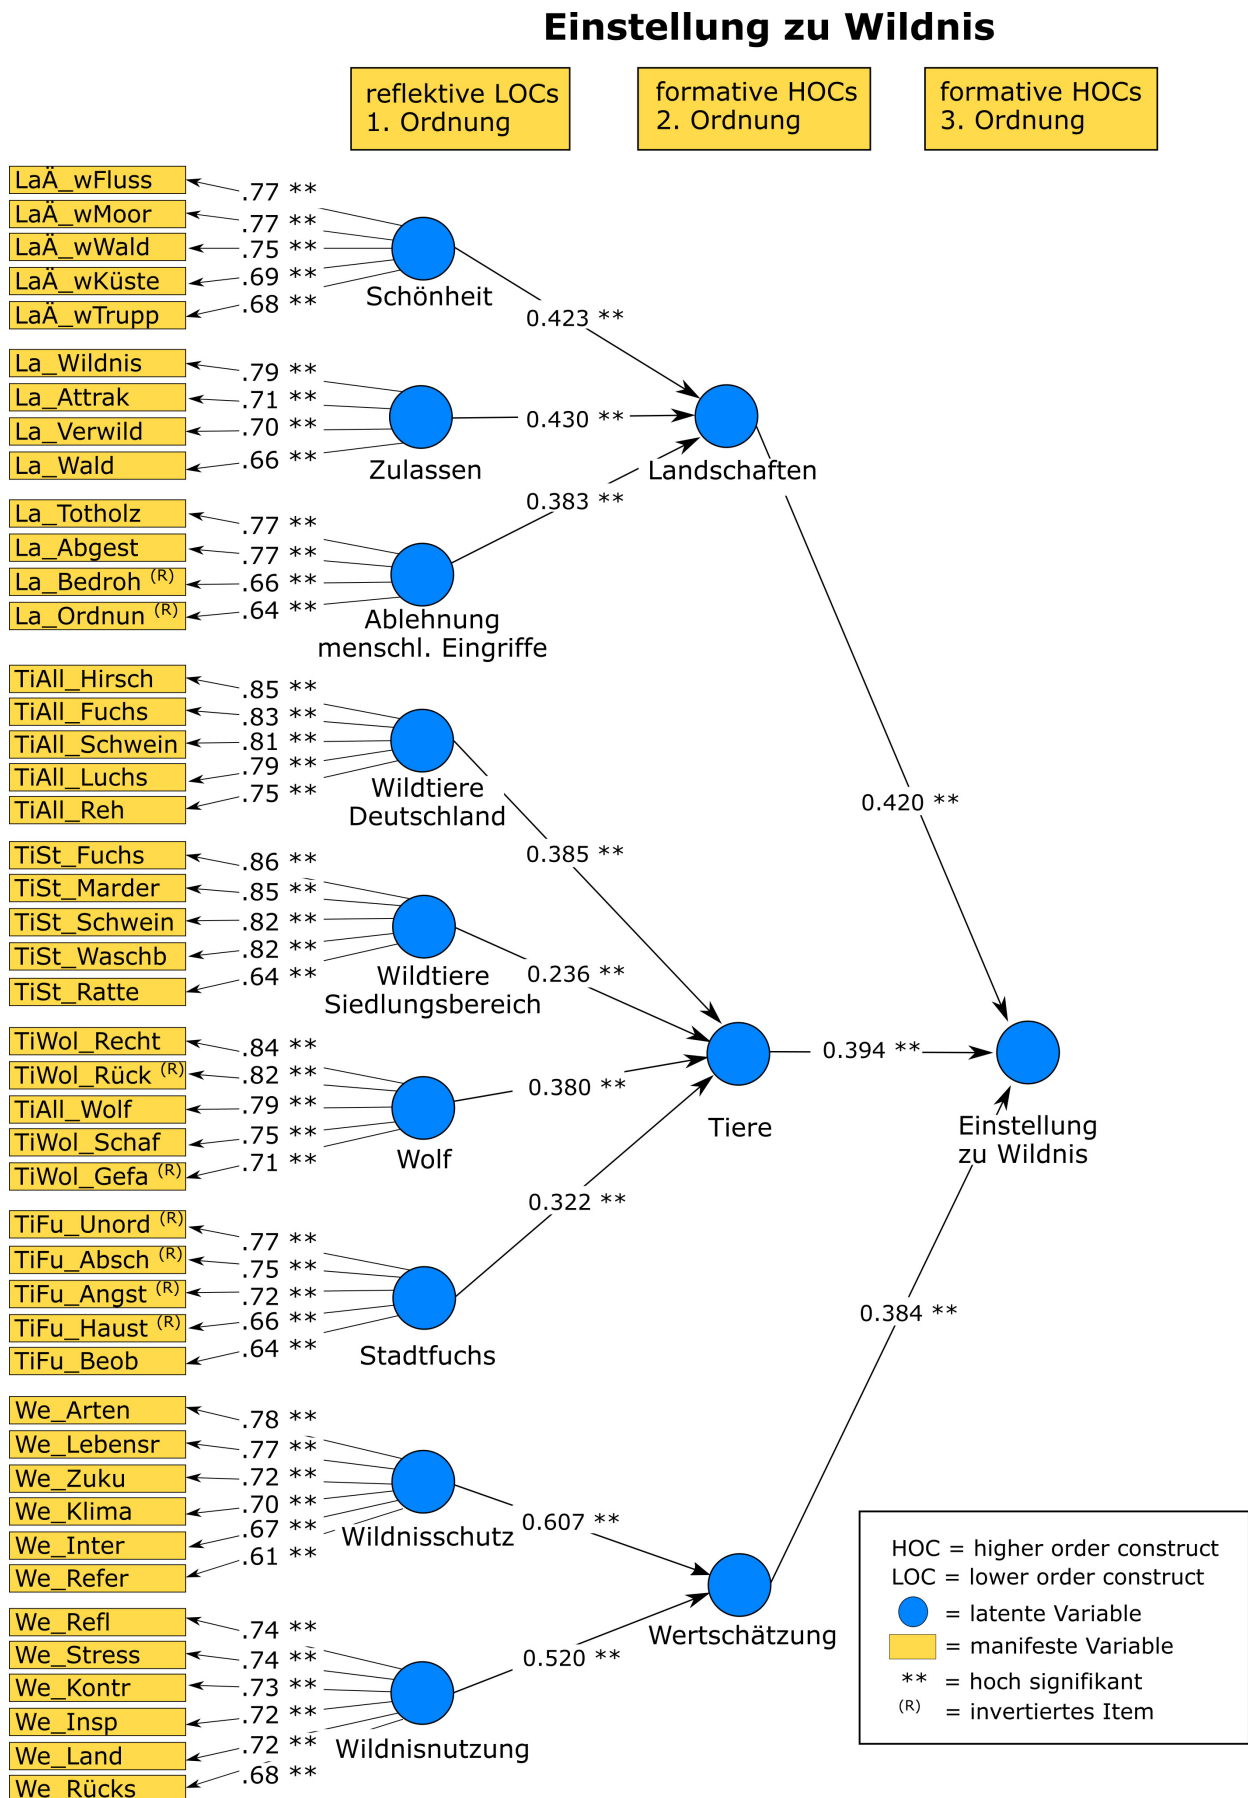 Einstellung zu Wildnis
reflektive LOCs
1. Ordnung
formative HOCs
2. Ordnung
formative HOCs
3. Ordnung
LaÄ_wFluss
.77 **
LaÄ_wMoor
.77 **
LaÄ_wWald
.75 **
LaÄ_wKüste
.69 **
LaÄ_wTrupp
.68 **
Schönheit
0.423 **
La_Wildnis
.79 **
La_Attrak
.71 **
La_Verwild
.70 **
La_Wald
.66 **
Zulassen
0.430 **
Landschaften
La_Totholz
.77 **
La_Abgest
.77 **
La_Bedroh (R)
.66 **
La_Ordnun (R)
.64 **
Ablehnung
menschl. Eingriffe
0.383 **
TiAll_Hirsch
.85 **
TiAll_Fuchs
.83 **
TiAll_Schwein
.81 **
TiAll_Luchs
.79 **
TiAll_Reh
.75 **
Wildtiere
Deutschland
0.385 **
0.420 **
TiSt_Fuchs
.86 **
TiSt_Marder
.85 **
TiSt_Schwein
.82 **
TiSt_Waschb
.82 **
TiSt_Ratte
.64 **
Wildtiere
Siedlungsbereich
0.236 **
TiWol_Recht
.84 **
TiWol_Rück (R)
.82 **
TiAll_Wolf
.79 **
TiWol_Schaf
.75 **
TiWol_Gefa (R)
.71 **
Wolf
0.380 **
Tiere
0.394 **
Einstellung
zu Wildnis
TiFu_Unord (R)
.77 **
TiFu_Absch (R)
.75 **
TiFu_Angst (R)
.72 **
TiFu_Haust (R)
.66 **
TiFu_Beob
.64 **
Stadtfuchs
0.322 **
0.384 **
We_Arten
.78 **
We_Lebensr
.77 **
We_Zuku
.72 **
We_Klima
.70 **
We_Inter
.67 **
We_Refer
.61 **
Wildnisschutz
0.607 **
Wertschätzung
We_Refl
.74 **
We_Stress
.74 **
We_Kontr
.73 **
We_Insp
.72 **
We_Land
.72 **
We_Rücks
.68 **
Wildnisnutzung
0.520 **
HOC = higher order construct
LOC = lower order construct
= latente Variable
= manifeste Variable
** = hoch signifikant
(R) = invertiertes Item